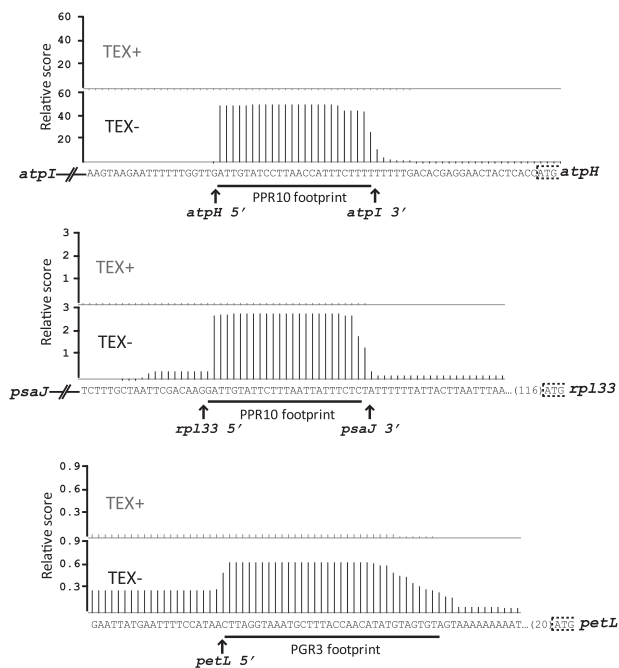 60
40
20
TEX+
Relative score
60
40
20
TEX-
atpI AAGTAAGAATTTTTTGGTTGATTGTATCCTTAACCATTTCTTTTTTTTTGACACGAGGAACTACTCACCATG atpH
PPR10 footprint
atpH 5’ atpI 3’
3
2
1
TEX+
Relative score
3
2
1
TEX-
psaJ TCTTTGCTAATTCGACAAGGATTGTATTCTTTAATTATTTCTCTATTTTTTATTACTTAATTTAA...(116)ATG rpl33
PPR10 footprint
rpl33 5’ psaJ 3’
0.9
0.6
0.3
TEX+
Relative score
0.9
0.6
0.3
TEX-
GAATTATGAATTTTCCATAACTTAGGTAAATGCTTTACCAACATATGTAGTGTAGTAAAAAAAAAT...(20)ATG petL
petL 5’ PGR3 footprint